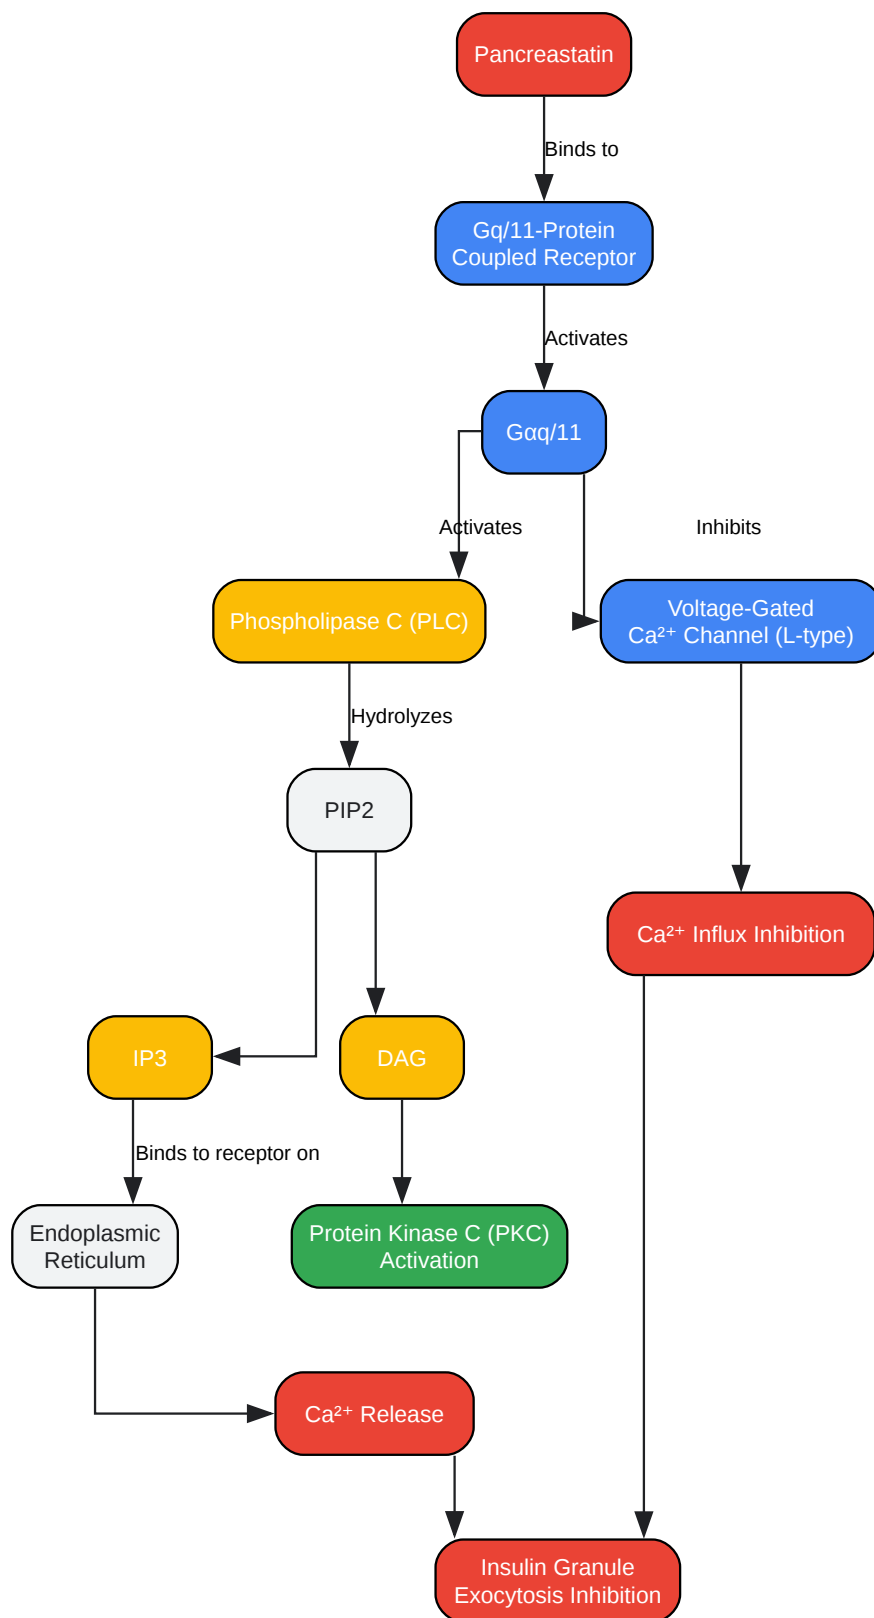 Pancreastatin
Binds to
Gq/11-Protein
Coupled Receptor
Activates
Gαq/11
Activates
Inhibits
Phospholipase C (PLC)
Voltage-Gated
Ca²⁺ Channel (L-type)
Hydrolyzes
PIP2
Ca²⁺ Influx Inhibition
IP3
DAG
Binds to receptor on
Endoplasmic
Reticulum
Protein Kinase C (PKC)
Activation
Ca²⁺ Release
Insulin Granule
Exocytosis Inhibition